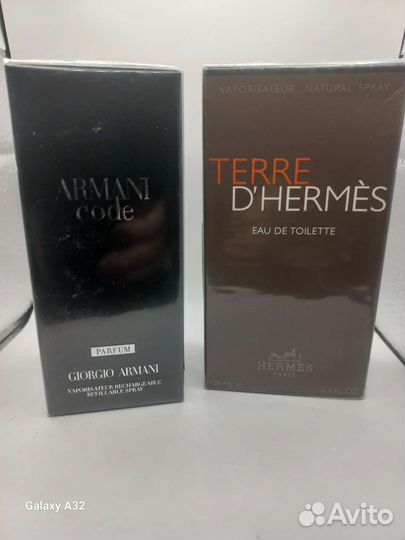 ARMANI
code
PARFUM
GIORGIO ARMANI
VAPORISATEUR RECHARGEABLE
REFILLABLE SPRAY
VAPORISATEUR, NATURAL SPRAY
TERRE
D'HERMÈS
EAU DE TOILETTE
HERMÈS
PARIS
Galaxy A32
Avito